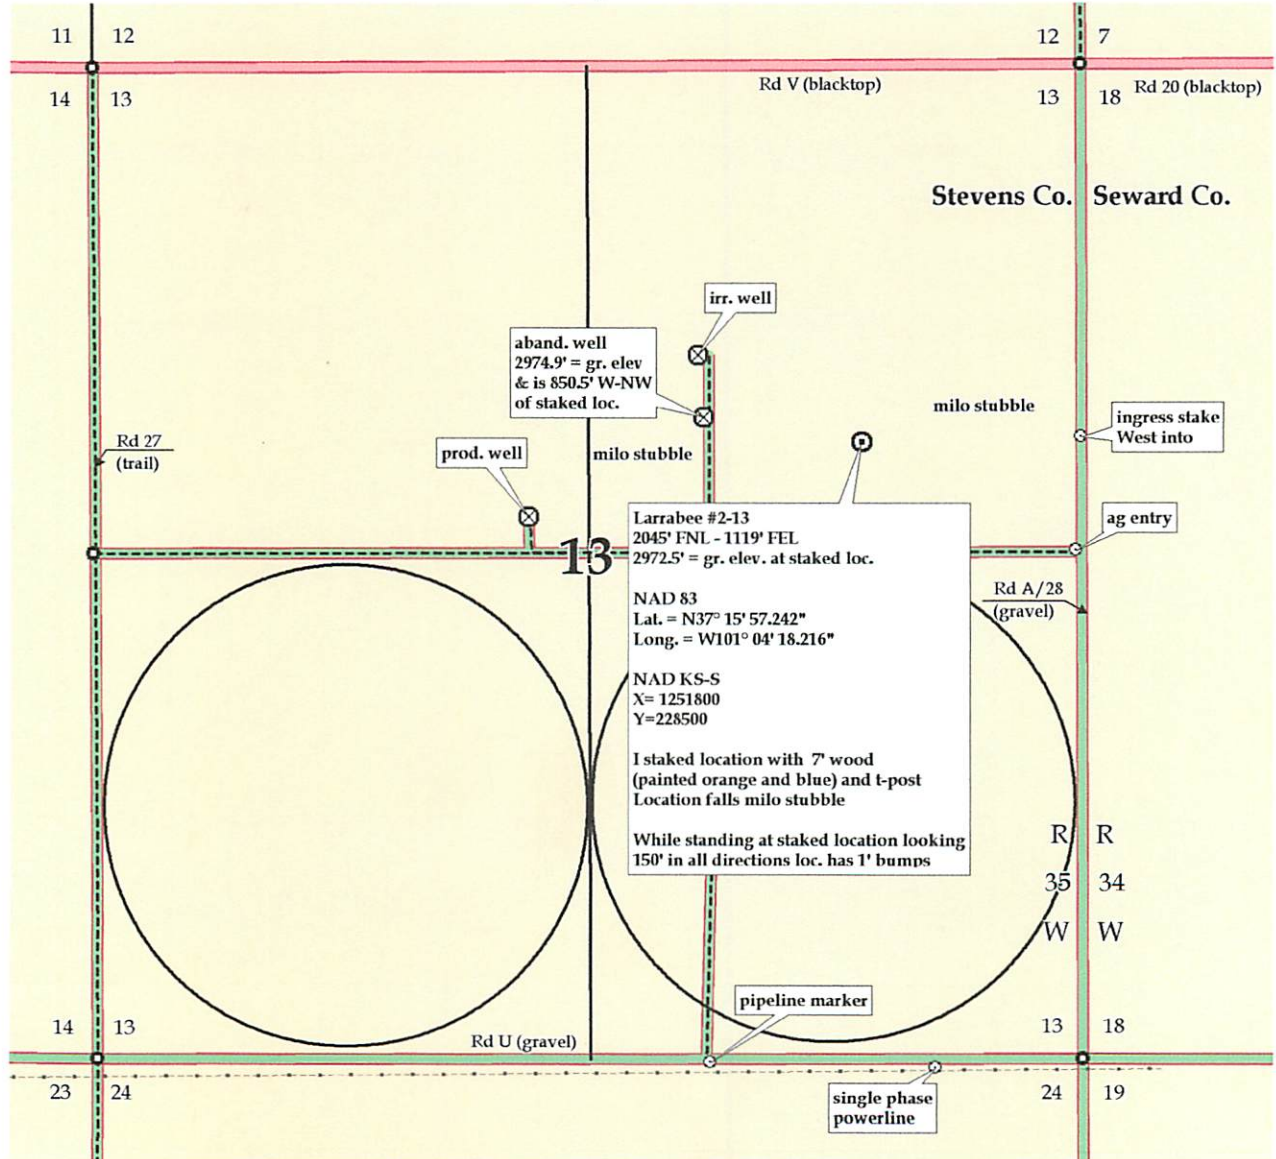 11 12
12 7
Rd V (blacktop)
Rd 20 (blacktop)
14 13
13 18
Stevens Co. Seward Co.
irr. well
aband. well
2974.9' = gr. elev
& is 850.5' W-NW
of staked loc.
milo stubble
ingress stake
West into
Rd 27
(trail)
prod. well
milo stubble
ag entry
13
Larrabee #2-13
2045' FNL - 1119' FEL
2972.5' = gr. elev. at staked loc.
NAD 83
Lat. = N37° 15' 57.242"
Long. = W101° 04' 18.216"
NAD KS-S
X= 1251800
Y=228500
I staked location with 7' wood
(painted orange and blue) and t-post
Location falls milo stubble
While standing at staked location looking
150' in all directions loc. has 1' bumps
Rd A/28
(gravel)
R R
35 34
W W
pipeline marker
14 13
13 18
Rd U (gravel)
23 24
24 19
single phase
powerline